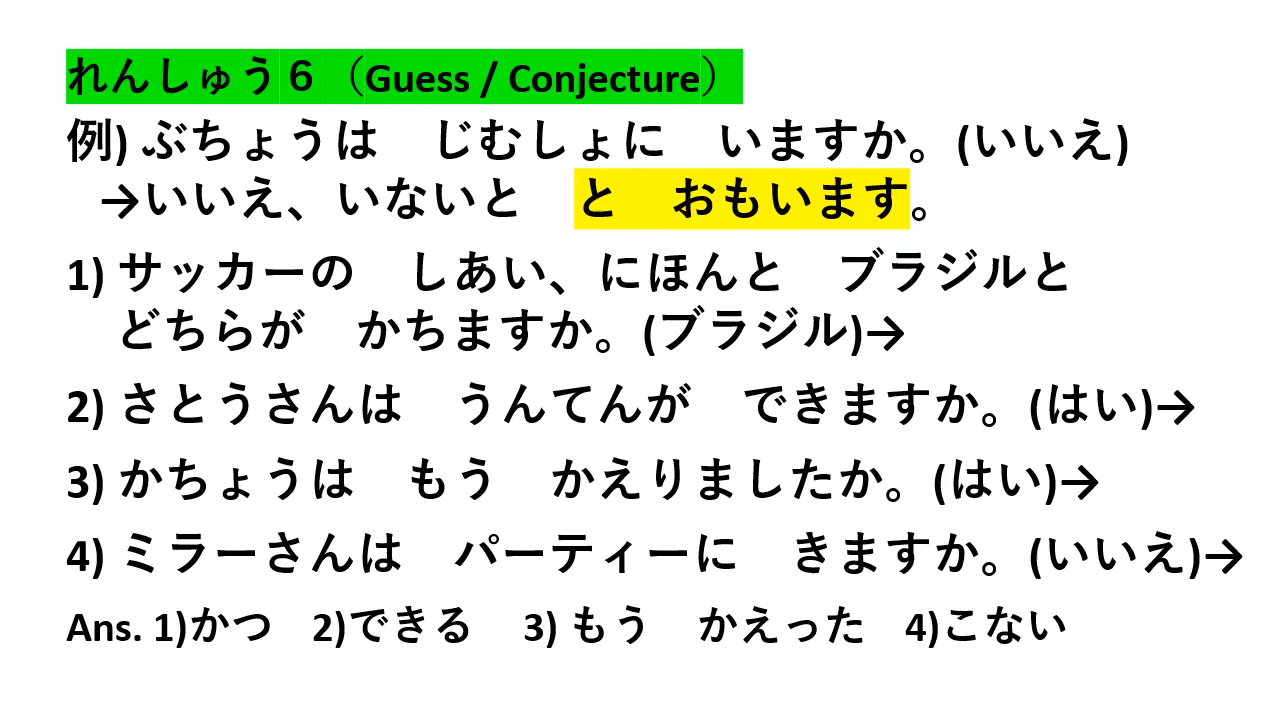 れんしゅう６（Guess / Conjecture）
例) ぶちょうは　じむしょに　いますか。(いいえ)
→いいえ、いないと　と　おもいます。
1) サッカーの　しあい、にほんと　ブラジルと
どちらが　かちますか。(ブラジル)→
2) さとうさんは　うんてんが　できますか。(はい)→
3) かちょうは　もう　かえりましたか。(はい)→
4) ミラーさんは　パーティーに　きますか。(いいえ)→
Ans. 1)かつ　2)できる　 3) もう　かえった　4)こない